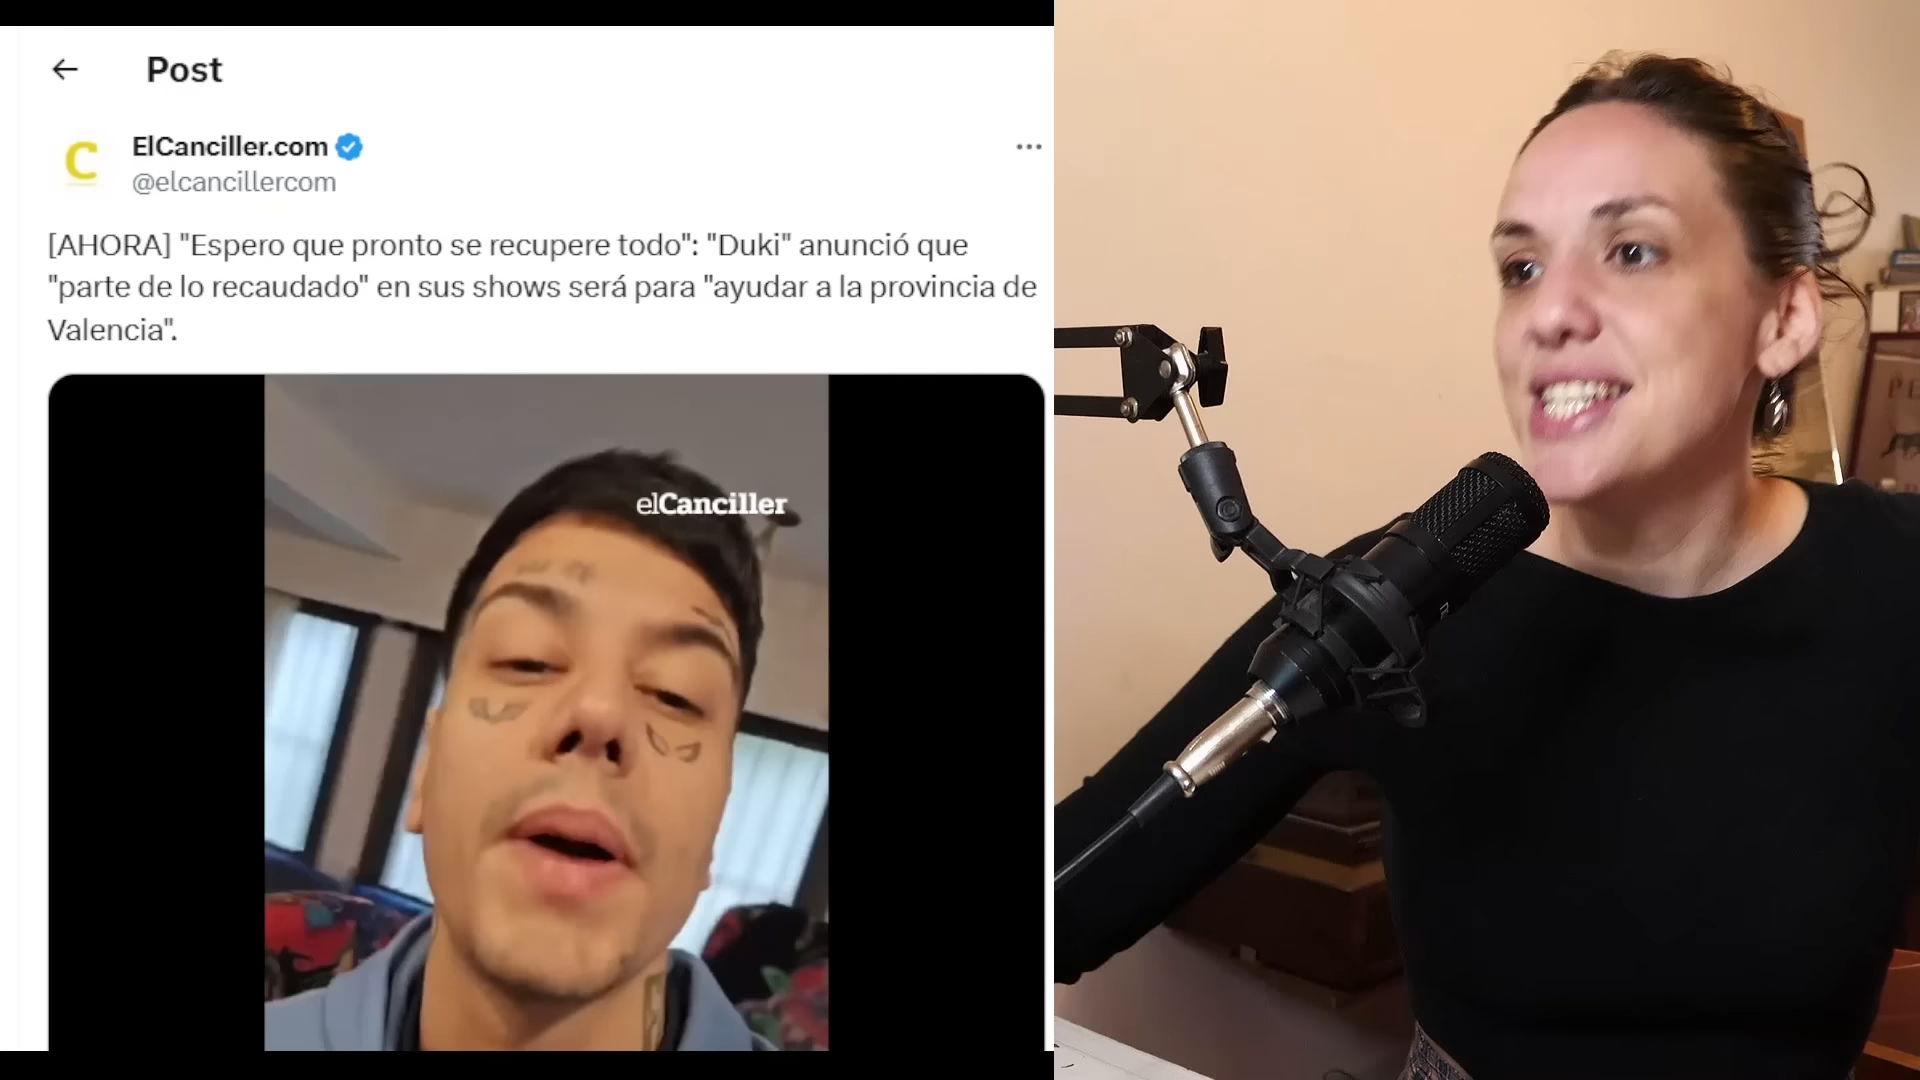 Post
C
ElCanciller.com
@elcancillercom
[AHORA] "Espero que pronto se recupere todo": "Duki" anunció que
"parte de lo recaudado" en sus shows será para "ayudar a la provincia de
Valencia".
elCanciller